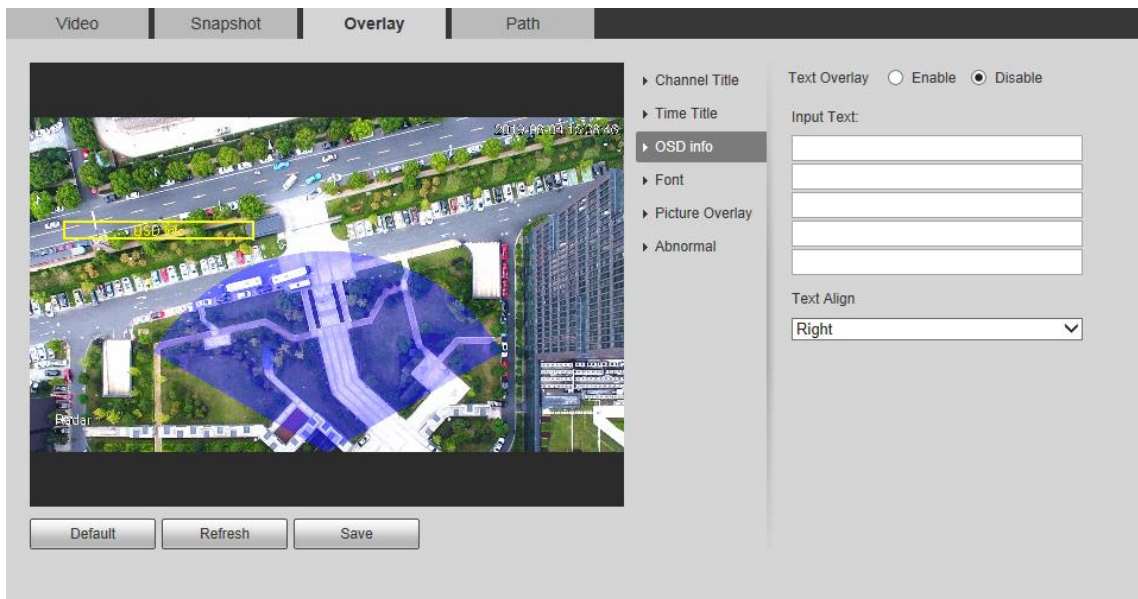 Video Snapshot Overlay Path
Channel Title
Time Title
OSD info
Font
Picture Overlay
Abnormal
Text Overlay Enable Disable
Input Text:
Text Align
Right
OSD info
Radar
Default Refresh Save